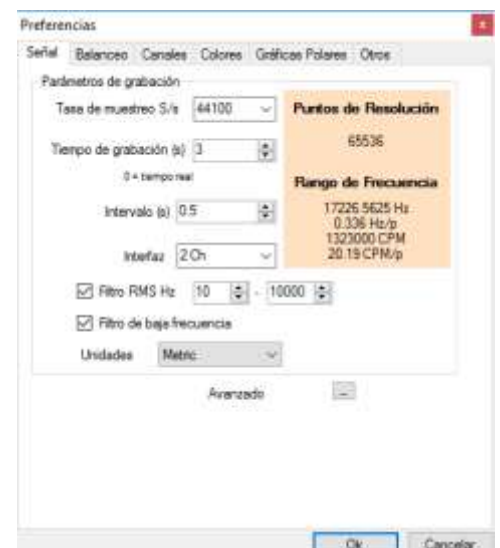 Preferencias
Señal Balanceo Canales Colores Gráficas Polares Otros
Parámetros de grabación
Tasa de muestreo S/s 44100
Puntos de Resolución
65536
Tiempo de grabación (s) 3
0 = tiempo real
Rango de Frecuencia
17226.5625 Hz
0.336 Hz/p
1323000 CPM
20.19 CPM/p
Intervalo (s) 0.5
Interfaz 2 Ch
Filtro RMS Hz 10 - 10000
Filtro de baja frecuencia
Unidades Metric
Avanzado ...
Ok Cancelar